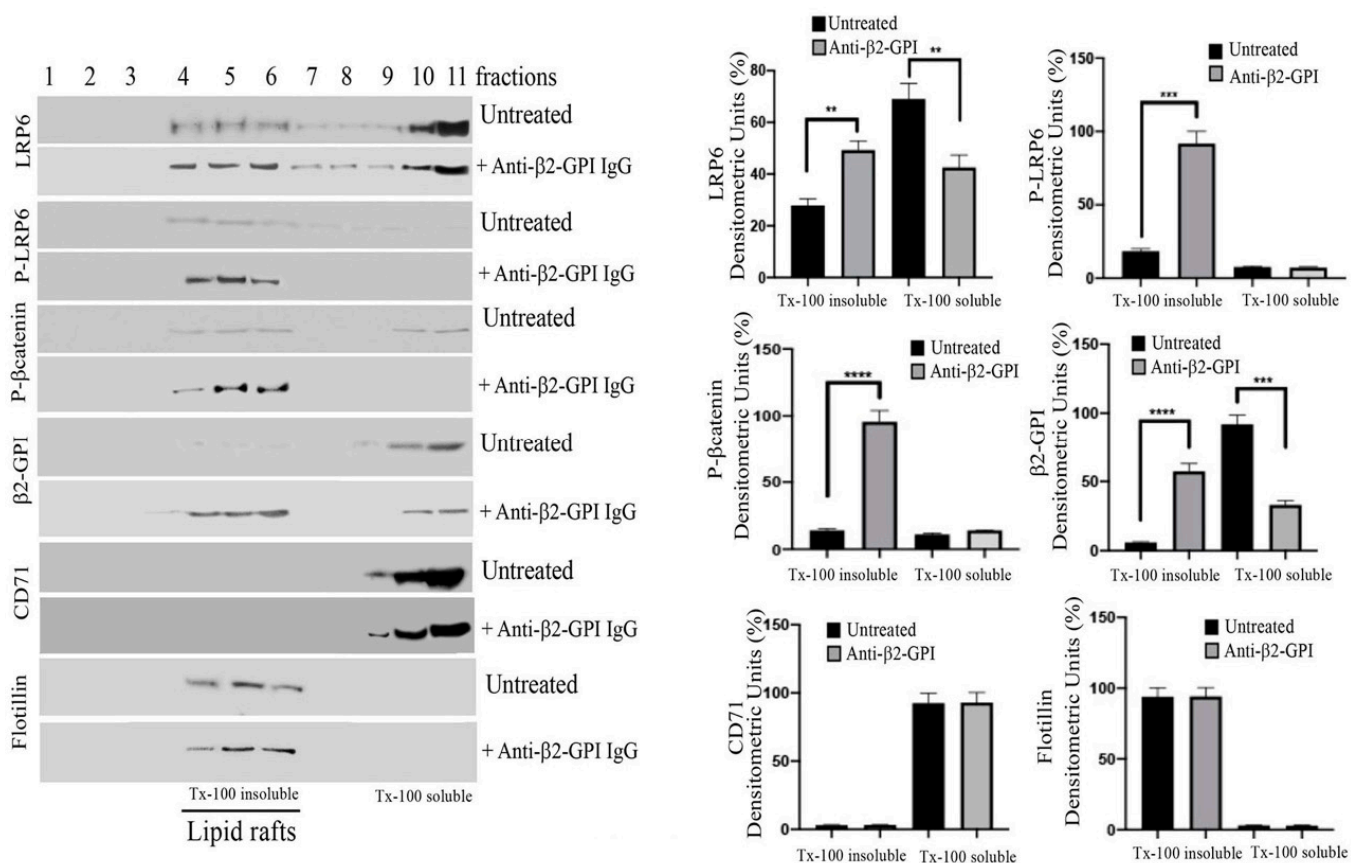 1 2 3 4 5 6 7 8 9 10 11 fractions
LRP6
Untreated
+ Anti-β2-GPI IgG
P-LRP6
Untreated
+ Anti-β2-GPI IgG
P-βcatenin
Untreated
+ Anti-β2-GPI IgG
β2-GPI
Untreated
+ Anti-β2-GPI IgG
CD71
Untreated
+ Anti-β2-GPI IgG
Flotillin
Untreated
+ Anti-β2-GPI IgG
Tx-100 insoluble Tx-100 soluble
Lipid rafts
Untreated
Anti-β2-GPI
LRP6
Densitometric Units (%)
80
60
40
20
0
**
**
Tx-100 insoluble Tx-100 soluble
Untreated
Anti-β2-GPI
P-LRP6
Densitometric Units (%)
150
100
50
0
***
Tx-100 insoluble Tx-100 soluble
Untreated
Anti-β2-GPI
P-βcatenin
Densitometric Units (%)
150
100
50
0
****
Tx-100 insoluble Tx-100 soluble
Untreated
Anti-β2-GPI
β2-GPI
Densitometric Units (%)
150
100
50
0
****
***
Tx-100 insoluble Tx-100 soluble
Untreated
Anti-β2-GPI
CD71
Densitometric Units (%)
150
100
50
0
Tx-100 insoluble Tx-100 soluble
Untreated
Anti-β2-GPI
Flotillin
Densitometric Units (%)
150
100
50
0
Tx-100 insoluble Tx-100 soluble